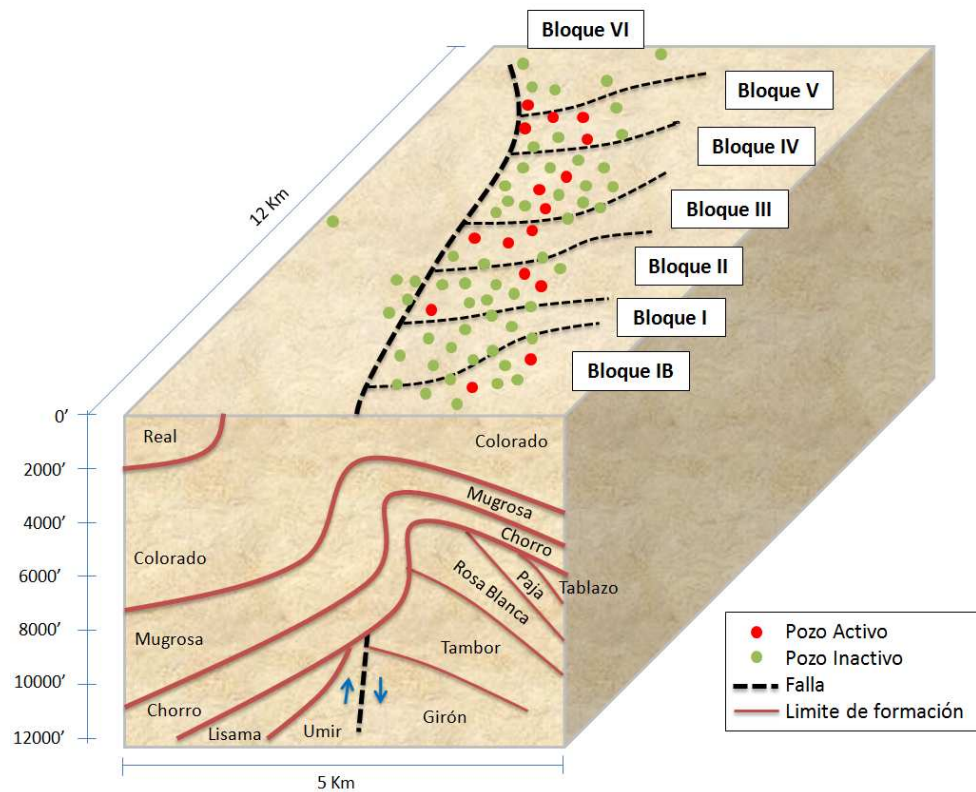 Bloque VI
Bloque V
Bloque IV
Bloque III
Bloque II
Bloque I
Bloque IB
12 Km
0’
2000’
4000’
6000’
8000’
10000’
12000’
Real
Colorado
Mugrosa
Chorro
Colorado
Paja
Tablazo
Rosa Blanca
Mugrosa
Tambor
Chorro
Lisama
Umir
Girón
5 Km
Pozo Activo
Pozo Inactivo
Falla
Limite de formación